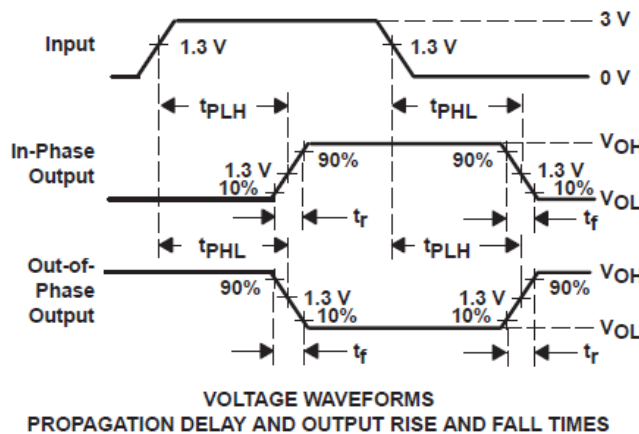 3 V
Input
1.3 V
1.3 V
0 V
tPLH
tPHL
In-Phase
Output
90%
90%
VOH
1.3 V
1.3 V
10%
10%
VOL
tr
tf
tPHL
tPLH
Out-of-
Phase
Output
VOH
90%
90%
1.3 V
1.3 V
10%
10%
VOL
tf
tr
VOLTAGE WAVEFORMS
PROPAGATION DELAY AND OUTPUT RISE AND FALL TIMES